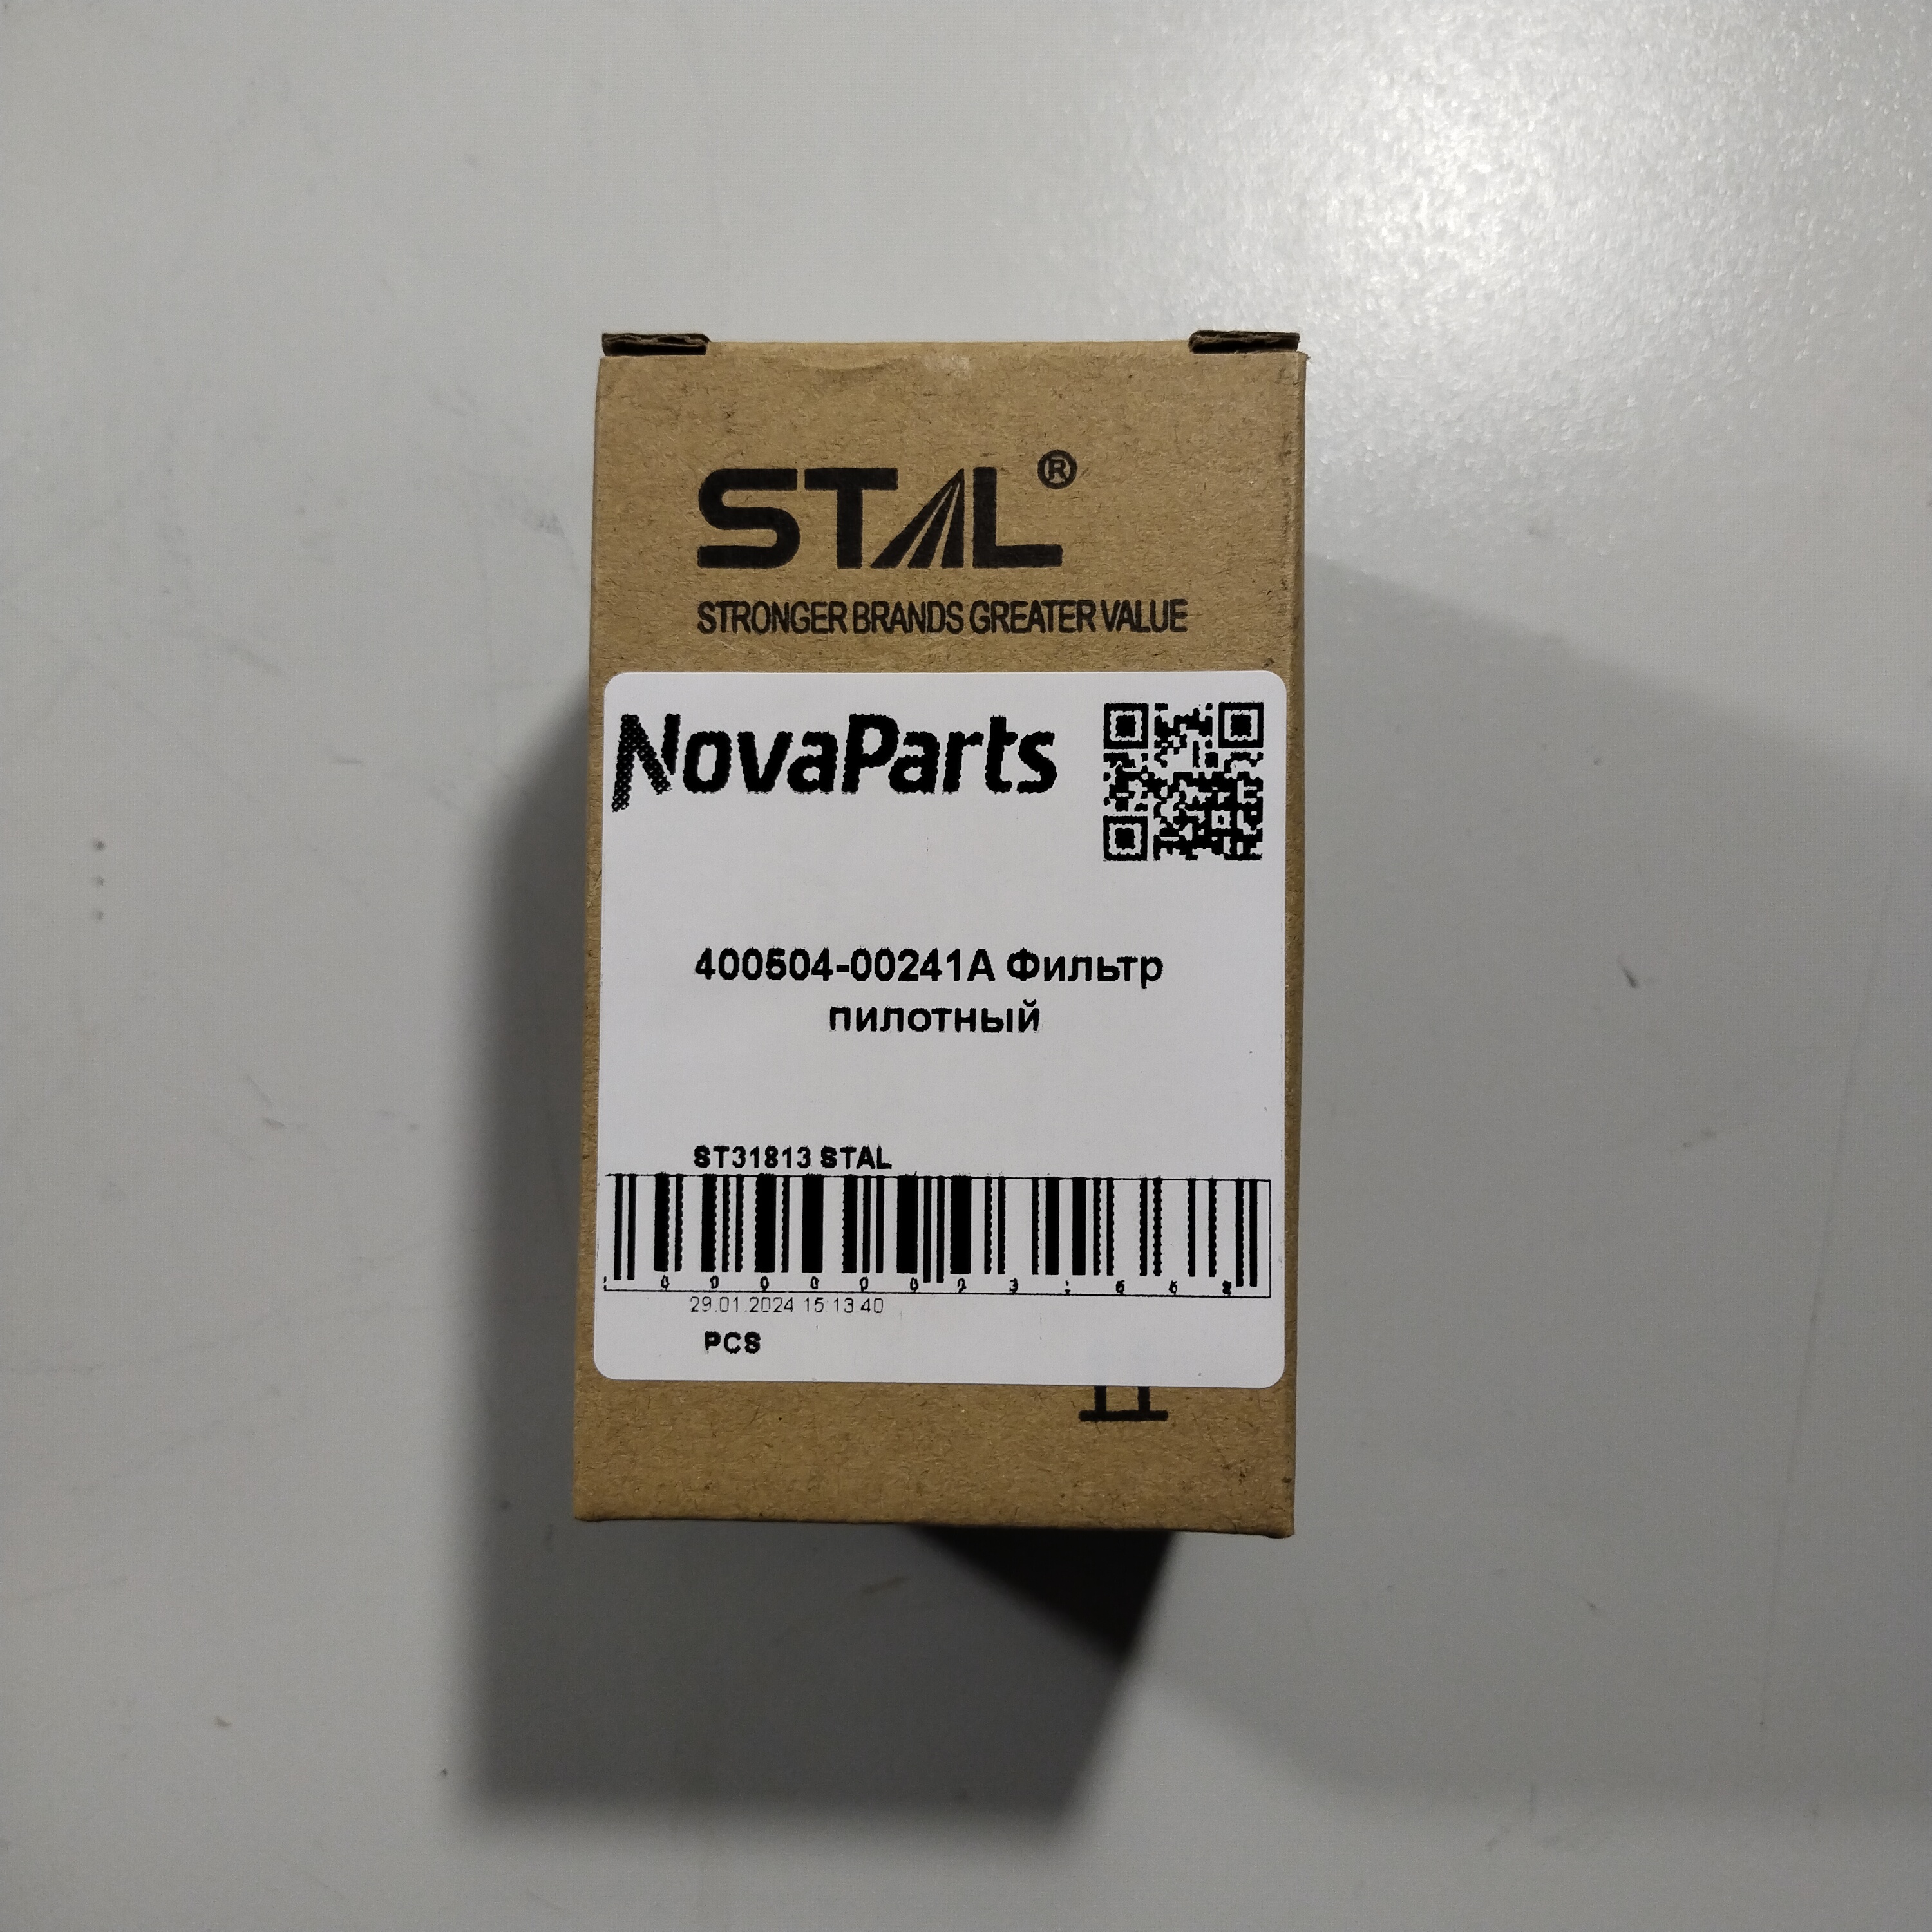 STAL®
STRONGER BRANDS GREATER VALUE
NovaParts
400504-00241A Фильтр
пилотный
ST31813 STAL
29.01.2024 15:13:40
PCS